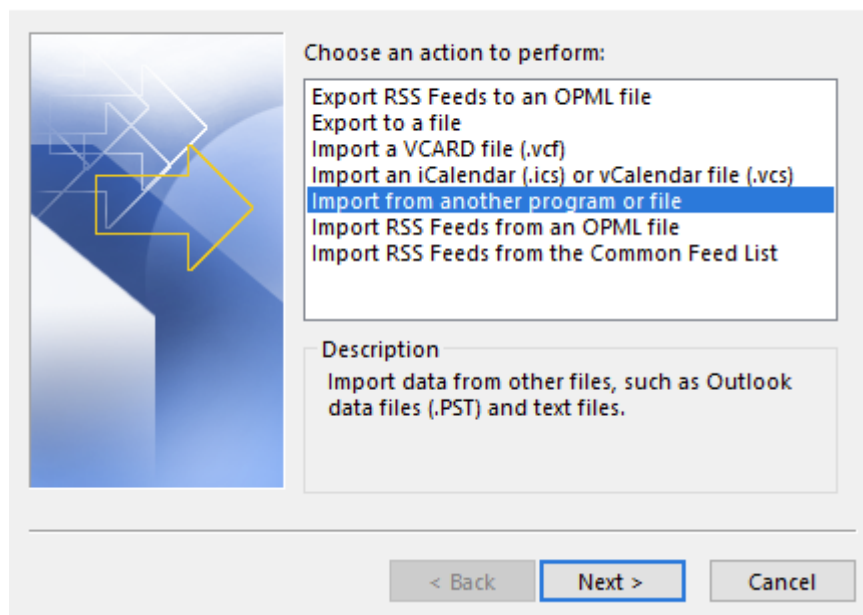 Choose an action to perform:
Export RSS Feeds to an OPML file
Export to a file
Import a VCARD file (.vcf)
Import an iCalendar (.ics) or vCalendar file (.vcs)
Import from another program or file
Import RSS Feeds from an OPML file
Import RSS Feeds from the Common Feed List
Description
Import data from other files, such as Outlook
data files (.PST) and text files.
< Back
Next >
Cancel